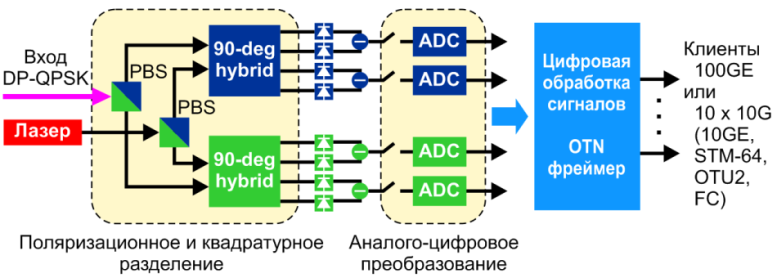 Вход
DP-QPSK
PBS
PBS
Лазер
90-deg
hybrid
90-deg
hybrid
ADC
ADC
ADC
ADC
Цифровая
обработка
сигналов
OTN
фреймер
Клиенты
100GE
или
10 x 10G
(10GE,
STM-64,
OTU2,
FC)
Поляризационное и квадратурное
разделение
Аналого-цифровое
преобразование